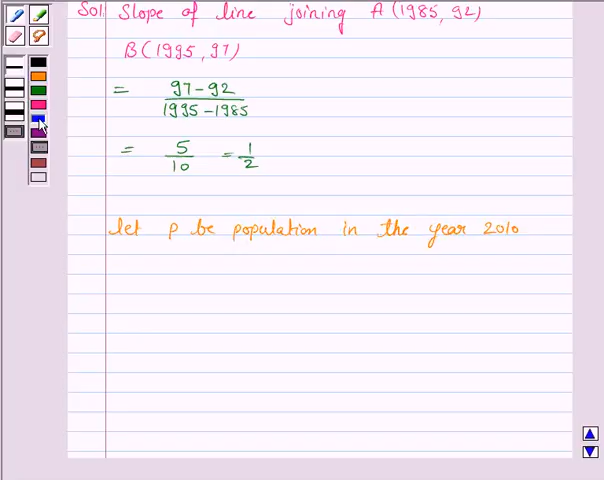 Sol: Slope of line joining A(1985, 92)
B(1995, 97)
= 97-92 / 1995-1985
= 5/10 = 1/2
let p be population in the year 2010